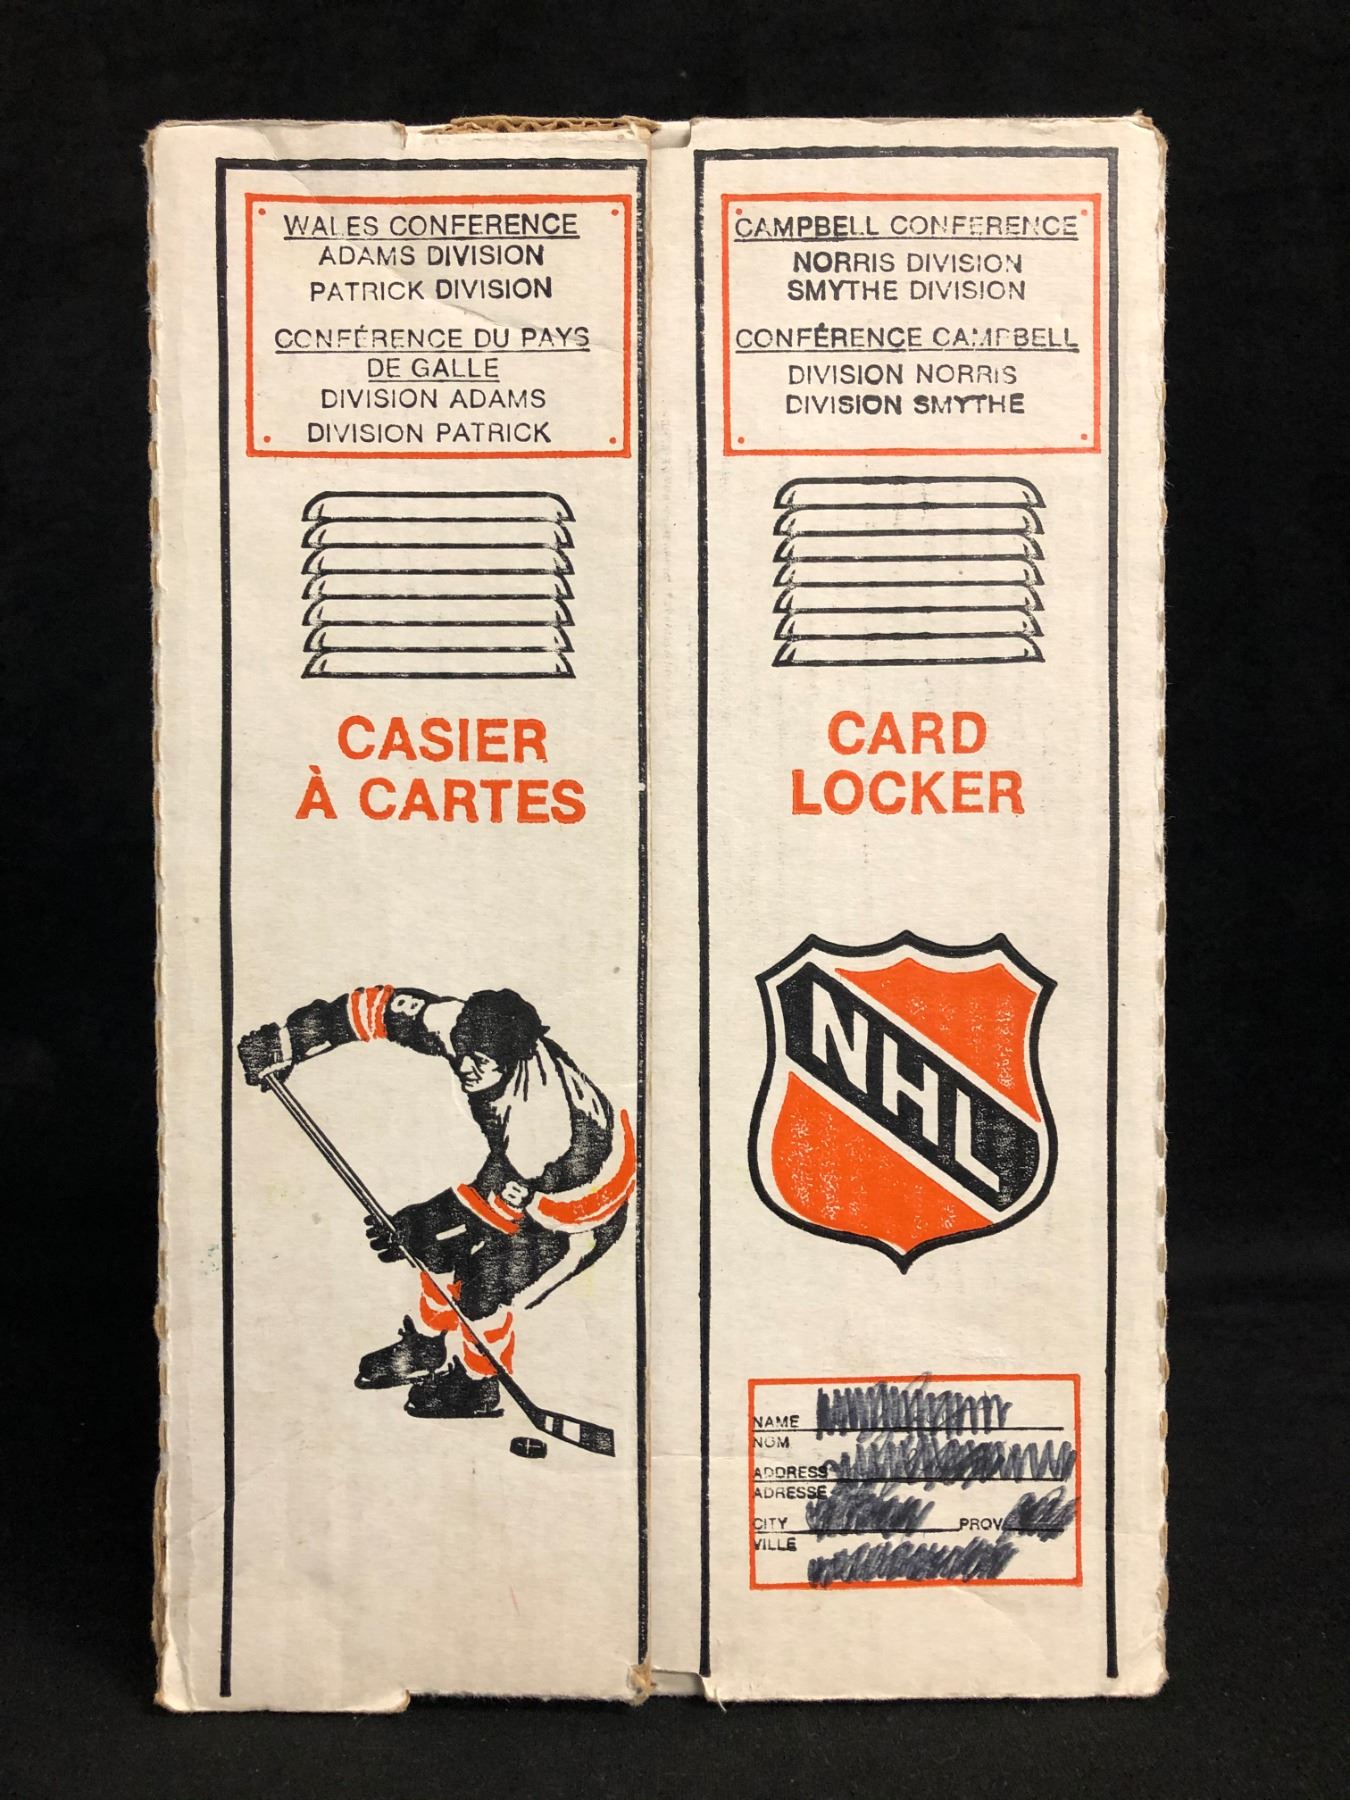 WALES CONFERENCE
ADAMS DIVISION
PATRICK DIVISION
CONFÉRENCE DU PAYS
DE GALLE
DIVISION ADAMS
DIVISION PATRICK
CASIER
À CARTES
8
8
CAMPBELL CONFERENCE
NORRIS DIVISION
SMYTHE DIVISION
CONFÉRENCE CAMPBELL
DIVISION NORRIS
DIVISION SMYTHE
CARD
LOCKER
NHL
NAME
NOM
ADDRESS
ADRESSE
CITY PROV
VILLE